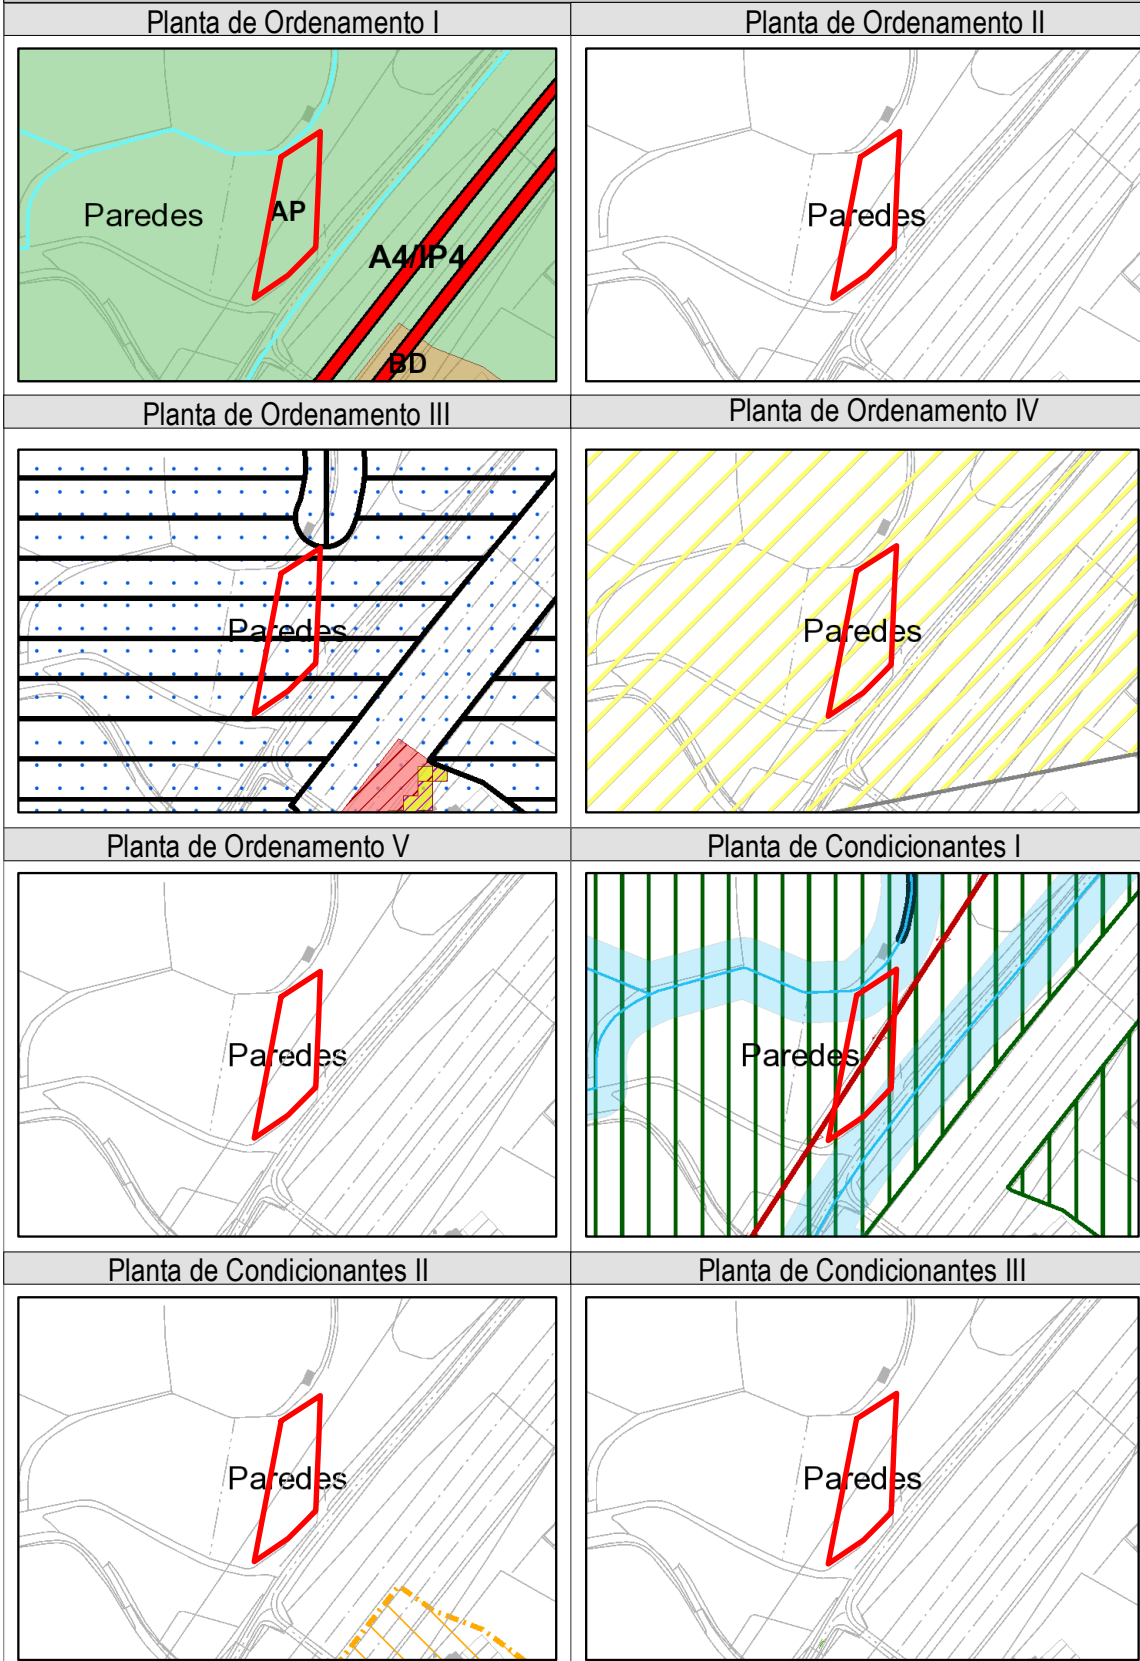 Planta de Ordenamento I
Planta de Ordenamento II
Paredes
AP
A4/IP4
BD
Paredes
Planta de Ordenamento III
Planta de Ordenamento IV
Paredes
Paredes
Planta de Ordenamento V
Planta de Condicionantes I
Paredes
Paredes
Planta de Condicionantes II
Planta de Condicionantes III
Paredes
Paredes